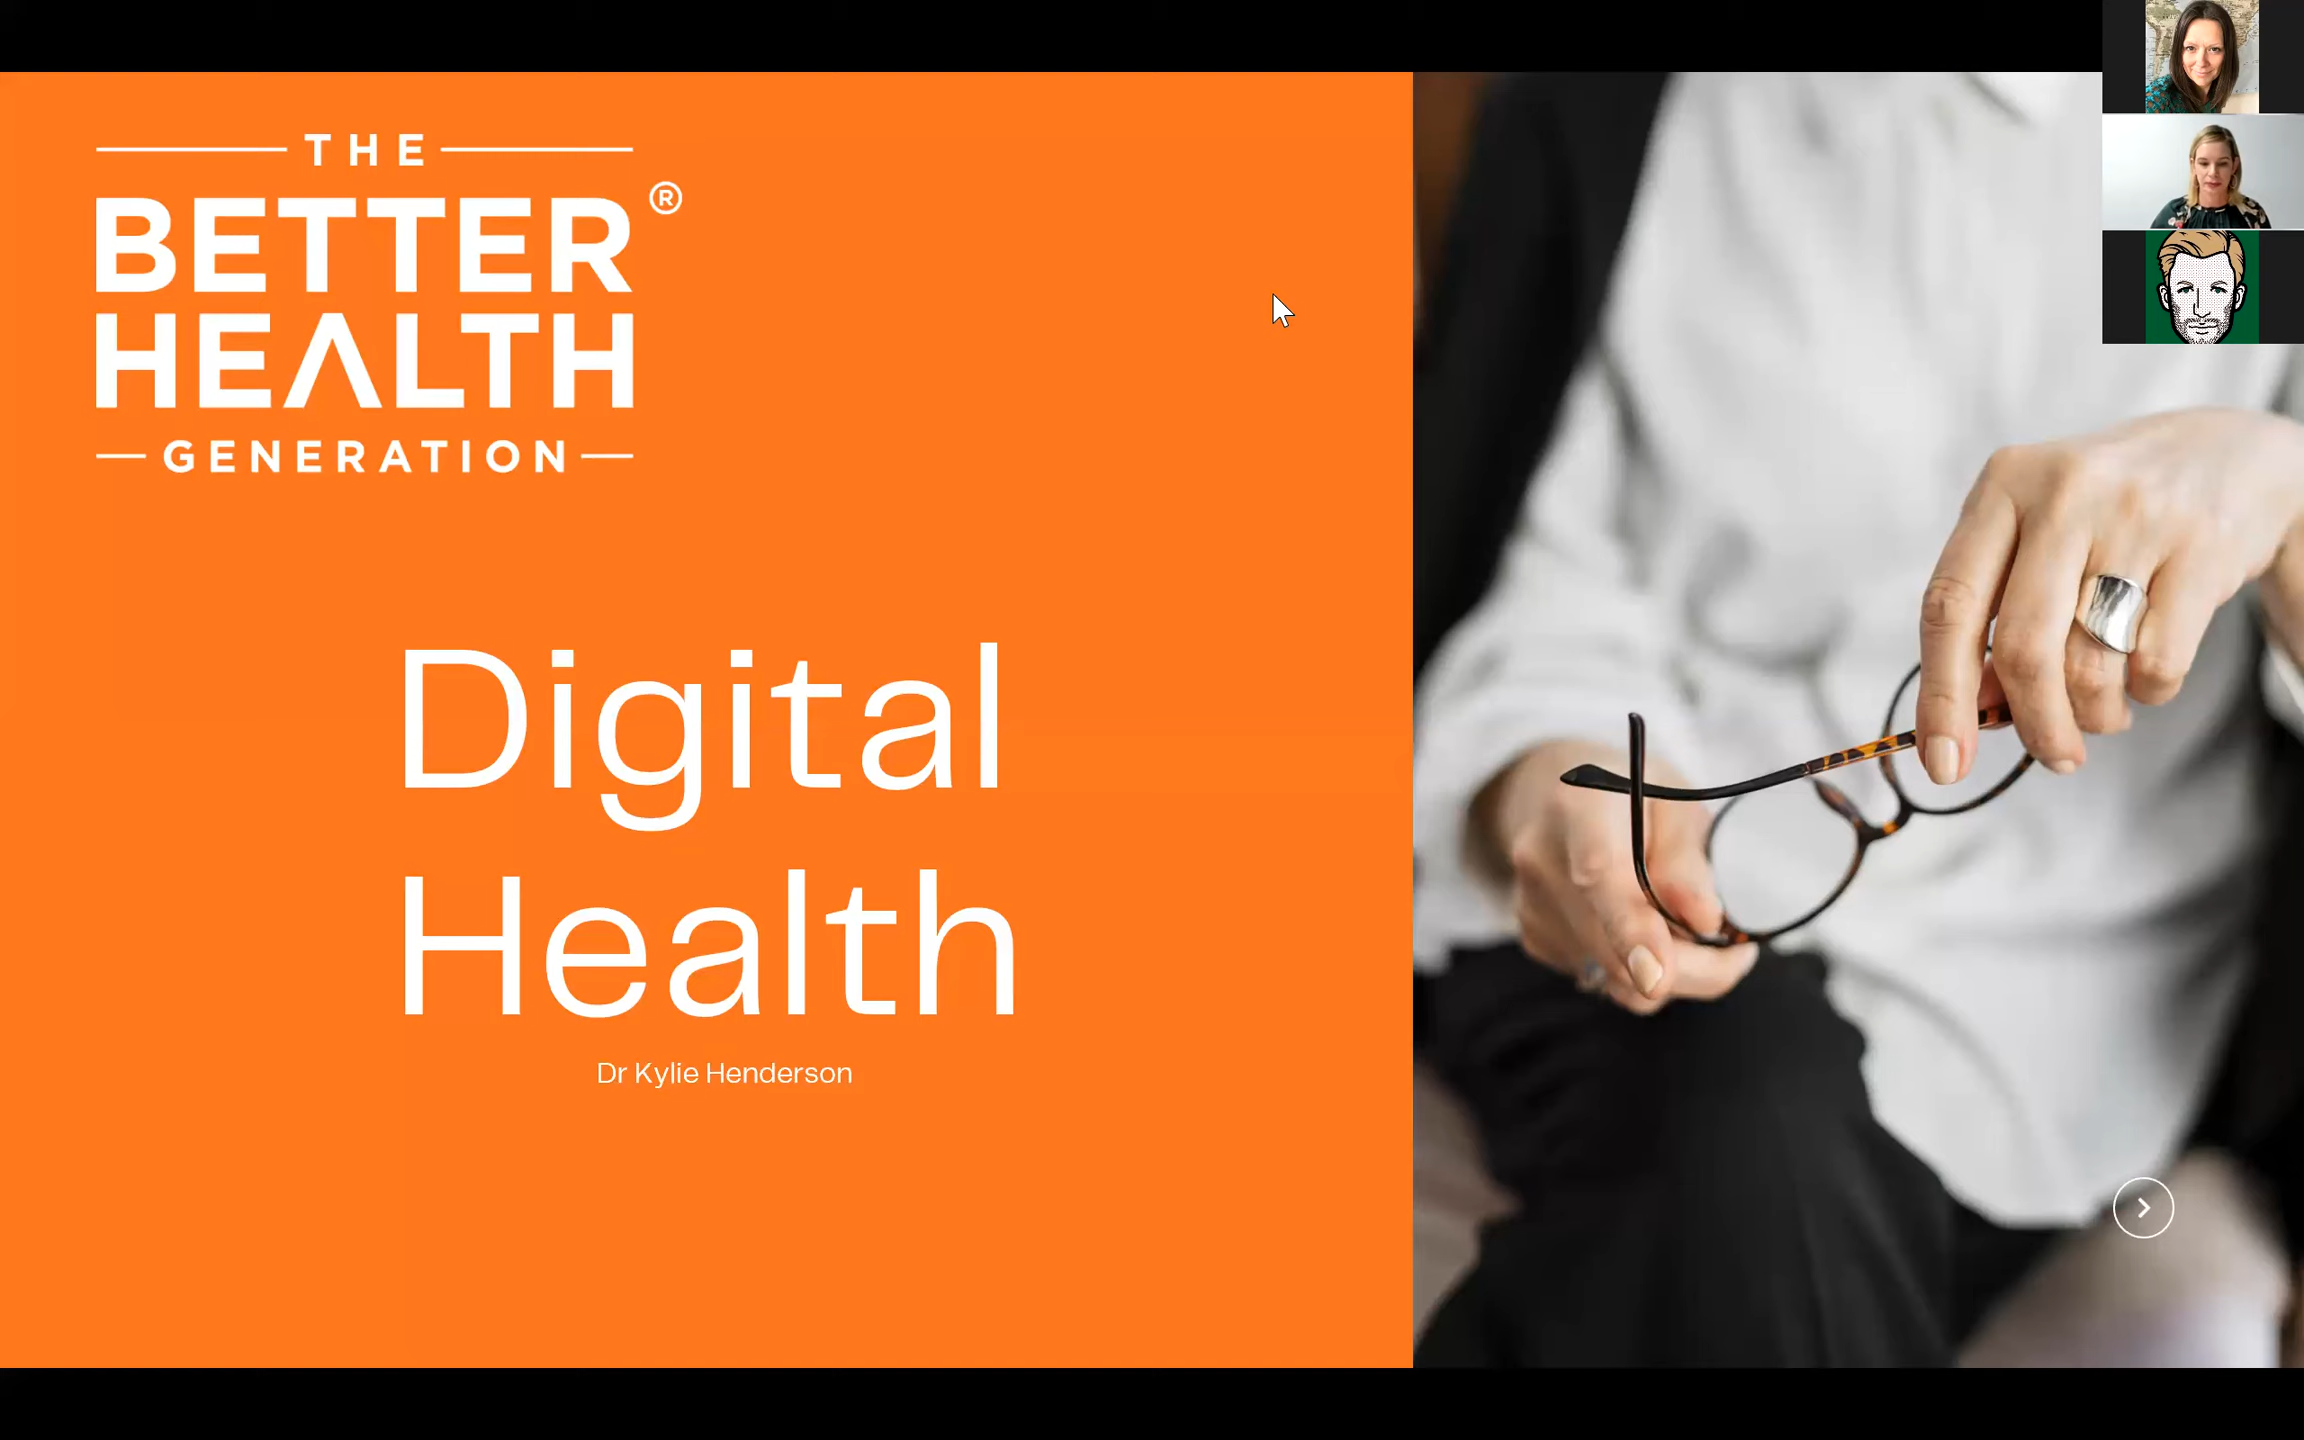 THE
BETTER®
HEALTH
GENERATION
Digital
Health
Dr Kylie Henderson